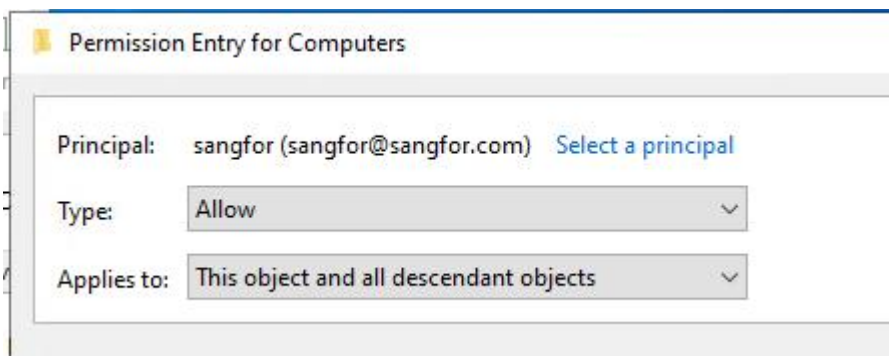 Permission Entry for Computers
Principal: sangfor (sangfor@sangfor.com) Select a principal
Type: Allow
Applies to: This object and all descendant objects